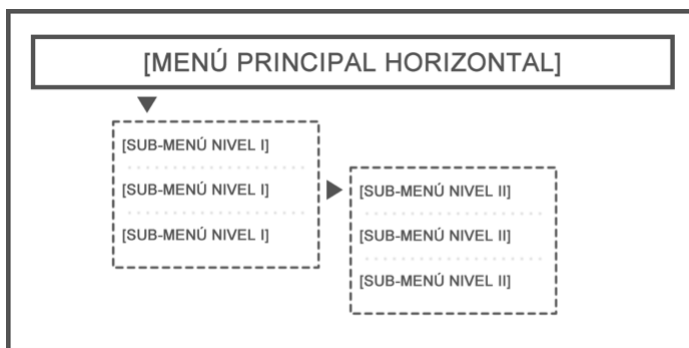 [MENÚ PRINCIPAL HORIZONTAL]
[SUB-MENÚ NIVEL I]
[SUB-MENÚ NIVEL I]
[SUB-MENÚ NIVEL I]
[SUB-MENÚ NIVEL II]
[SUB-MENÚ NIVEL II]
[SUB-MENÚ NIVEL II]